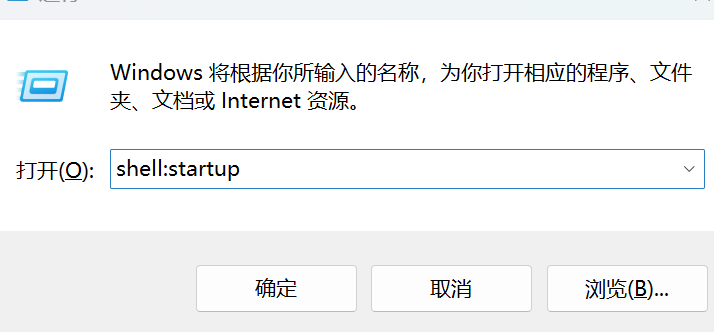 Windows 将根据你所输入的名称，为你打开相应的程序、文件
夹、文档或 Internet 资源。
打开(O):
shell:startup
确定
取消
浏览(B)...